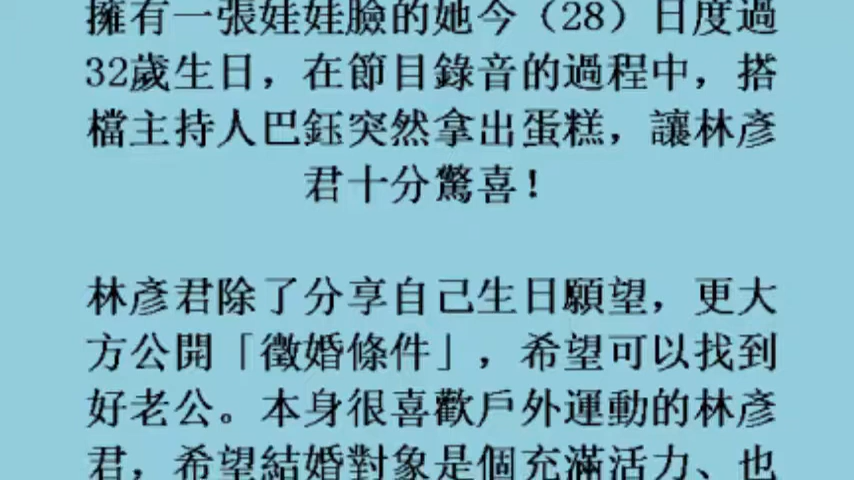 擁有一張娃娃臉的她今（28）日度過
32歲生日，在節目錄音的過程中，搭
檔主持人巴鈺突然拿出蛋糕，讓林彥
君十分驚喜！
林彥君除了分享自己生日願望，更大
方公開「徵婚條件」，希望可以找到
好老公。本身很喜歡戶外運動的林彥
君，希望結婚對象是個充滿活力、也